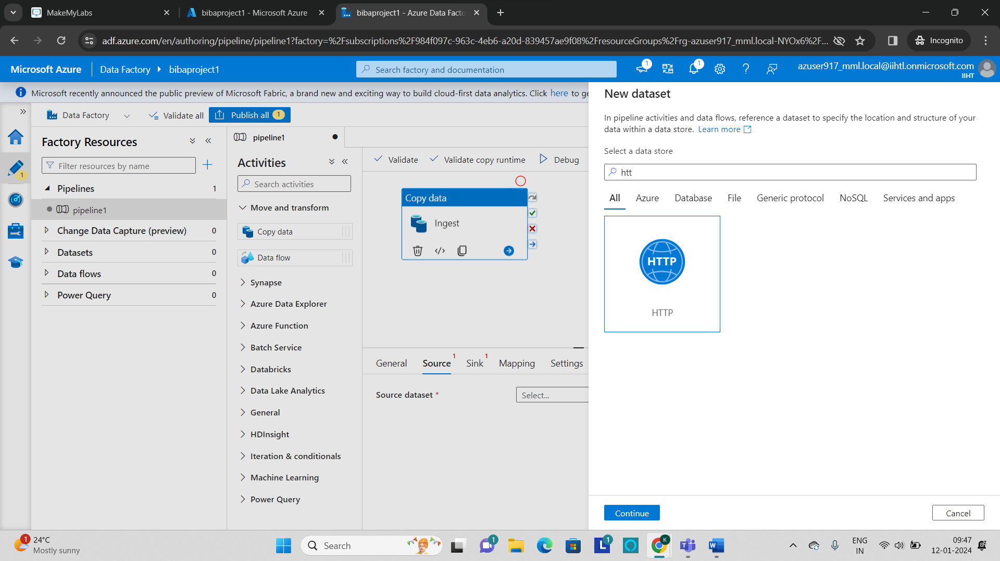 MakeMyLabs
bibaproject1 - Microsoft Azure
bibaproject1 - Azure Data Facto
adf.azure.com/en/authoring/pipeline/pipeline1?factory=%2Fsubscriptions%2F984f097c-963c-4eb6-a20d-839457ae9f08%2FresourceGroups%2Frg-azuser917_mml.local-NYOx6%2F...
Incognito
Microsoft Azure
Data Factory
bibaproject1
Search factory and documentation
1
1
azuser917_mml.local@iihtl.onmicrosoft.com
IIHT
Microsoft recently announced the public preview of Microsoft Fabric, a brand new and exciting way to build cloud-first data analytics. Click here to ge
Data Factory
Validate all
Publish all 1
Factory Resources
Filter resources by name
1
Pipelines 1
pipeline1
Change Data Capture (preview) 0
Datasets 0
Data flows 0
Power Query 0
pipeline1
Activities
Search activities
Move and transform
Copy data
Data flow
Synapse
Azure Data Explorer
Azure Function
Batch Service
Databricks
Data Lake Analytics
General
HDInsight
Iteration & conditionals
Machine Learning
Power Query
Validate
Validate copy runtime
Debug
Copy data
Ingest
General
Source 1
Sink 1
Mapping
Settings
Source dataset *
Select...
New dataset
In pipeline activities and data flows, reference a dataset to specify the location and structure of your
data within a data store. Learn more
Select a data store
htt
All
Azure
Database
File
Generic protocol
NoSQL
Services and apps
HTTP
HTTP
Continue
Cancel
1
24°C
Mostly sunny
Search
1
L
1
K
T
W
ENG
IN
09:47
12-01-2024